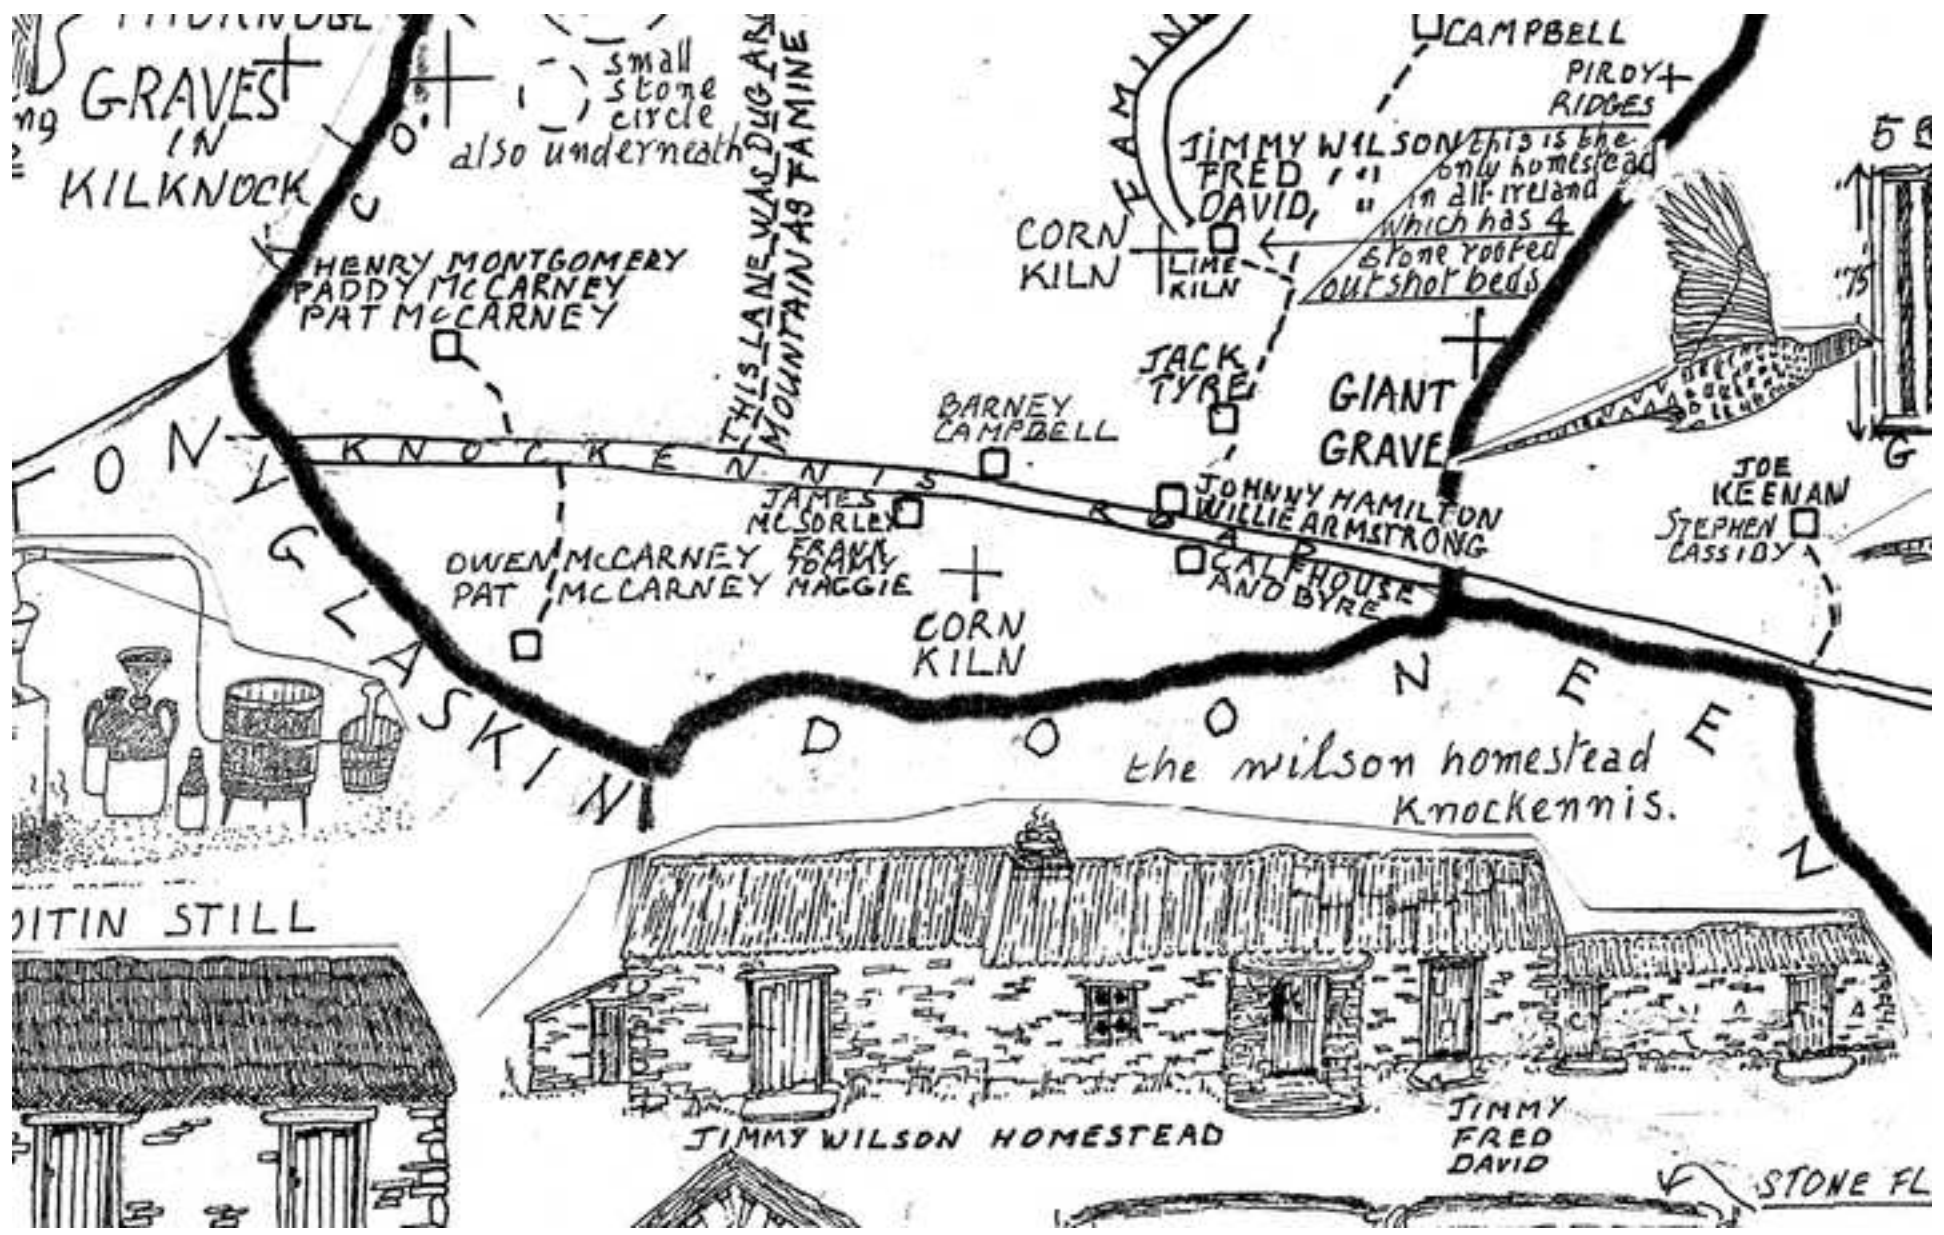 GRAVES
IN
KILKNOCK
small
stone
circle
also underneath
THIS LANE WAS DUG
MOUNTAIN AS FAMINE
CAMPBELL
PIRDY
RIDGES
JIMMY WILSON
FRED " "
DAVID "
this is the
only homestead
in all-ireland
which has 4
stone roofed
outshot beds
CORN
KILN
LIME
KILN
HENRY MONTGOMERY
PADDY McCARNEY
PAT McCARNEY
JACK
TYRE
GIANT
GRAVE
BARNEY
CAMPBELL
KNOCKENNIS ROAD
JAMES
McSORLEY
FRANK
TOMMY
MAGGIE
JOHNNY HAMILTON
WILLIE ARMSTRONG
CALFHOUSE
AND BYRE
JOE
KEENAN
STEPHEN
CASSIDY
OWEN McCARNEY
PAT McCARNEY
CORN
KILN
GLASKIN
DOONEEEN
the wilson homestead
Knockennis.
STILL
JIMMY WILSON HOMESTEAD
JIMMY
FRED
DAVID
STONE